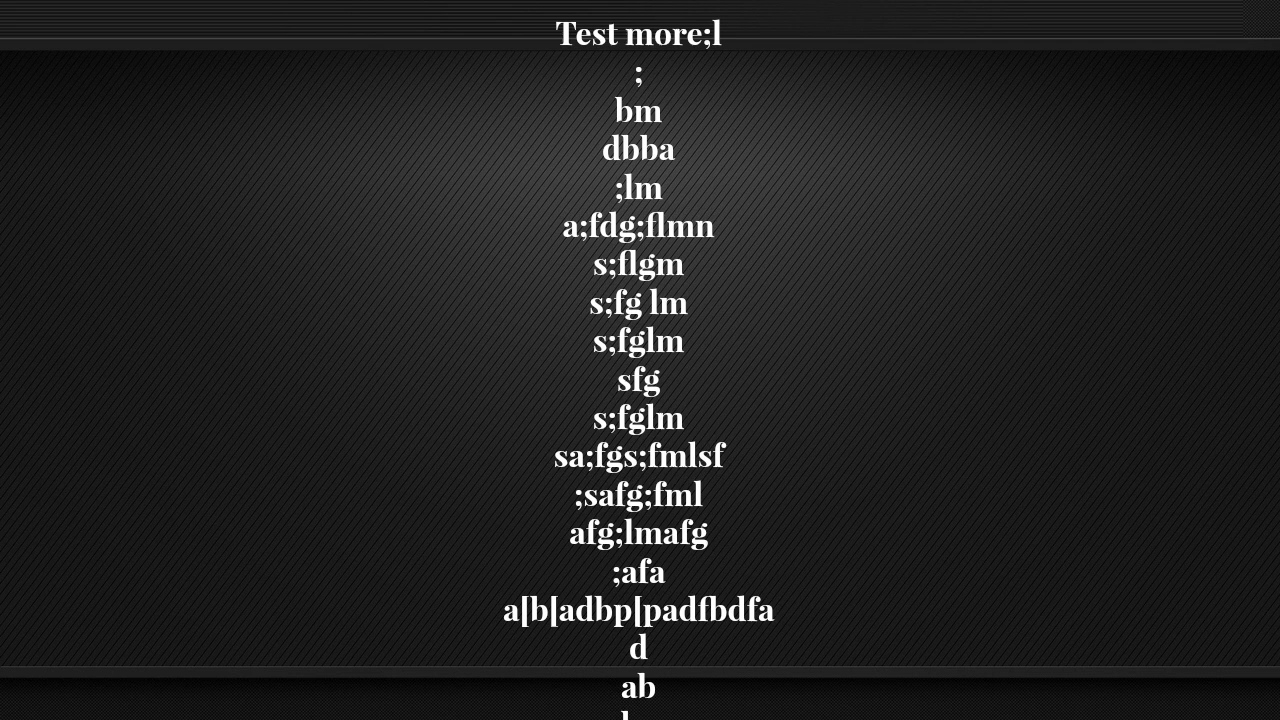 Test more;l
;
bm
dbba
;lm
a;fdg;flmn
s;flgm
s;fg lm
s;fglm
sfg
s;fglm
sa;fgs;fmlsf
;safg;fml
afg;lmafg
;afa
a[b[adbp[padfbdfa
d
ab